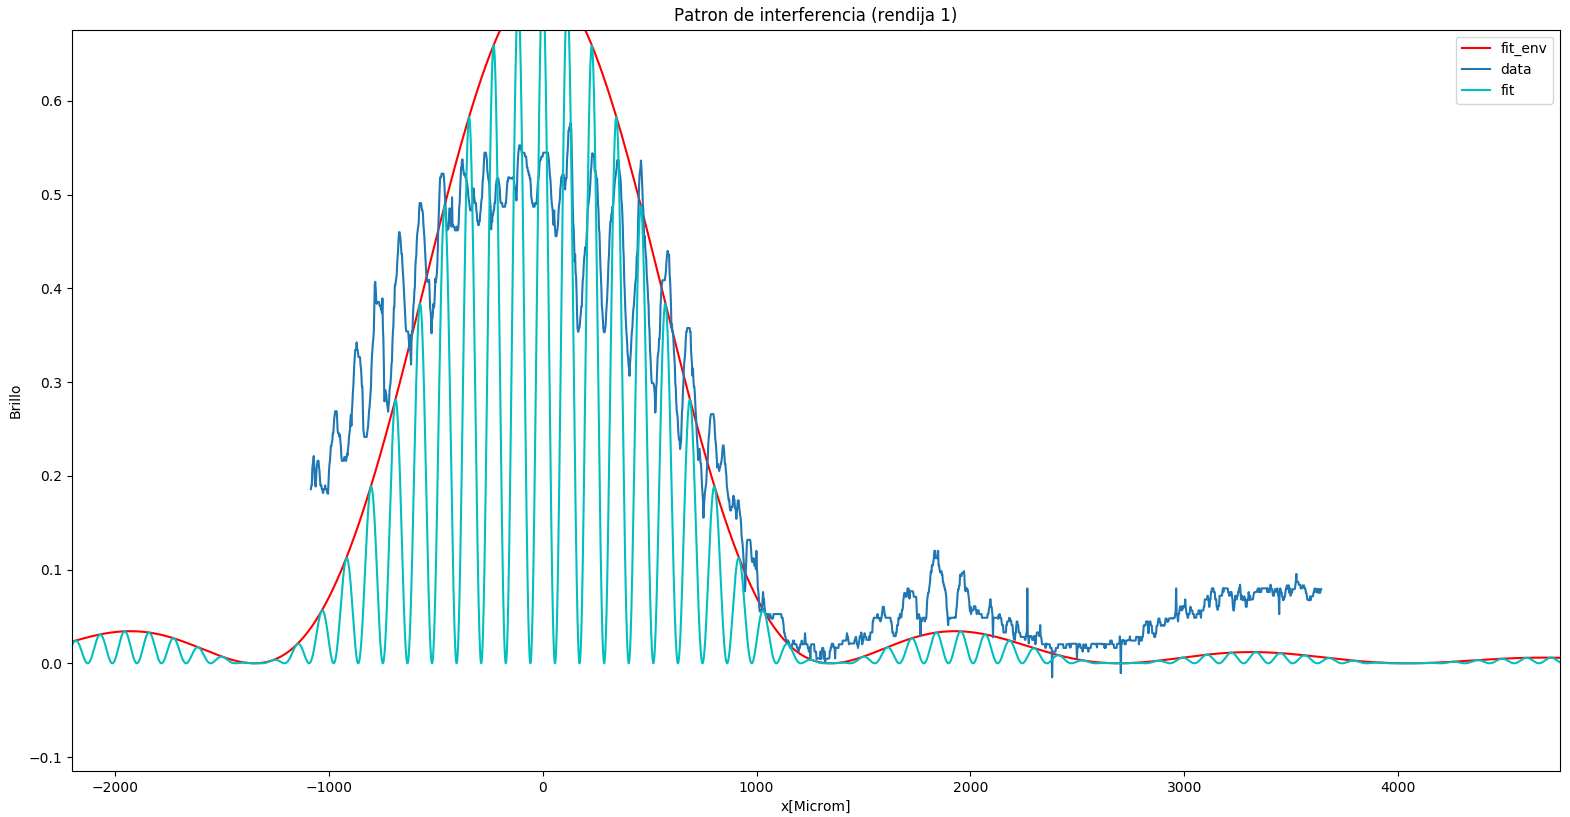 Patron de interferencia (rendija 1)
fit_env
data
fit
0.6
0.5
0.4
0.3
0.2
0.1
0.0
−0.1
Brillo
−2000 −1000 0 1000 2000 3000 4000
x[Microm]